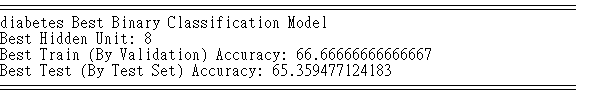 diabetes Best Binary Classification Model
Best Hidden Unit: 8
Best Train (By Validation) Accuracy: 66.66666666666667
Best Test (By Test Set) Accuracy: 65.359477124183